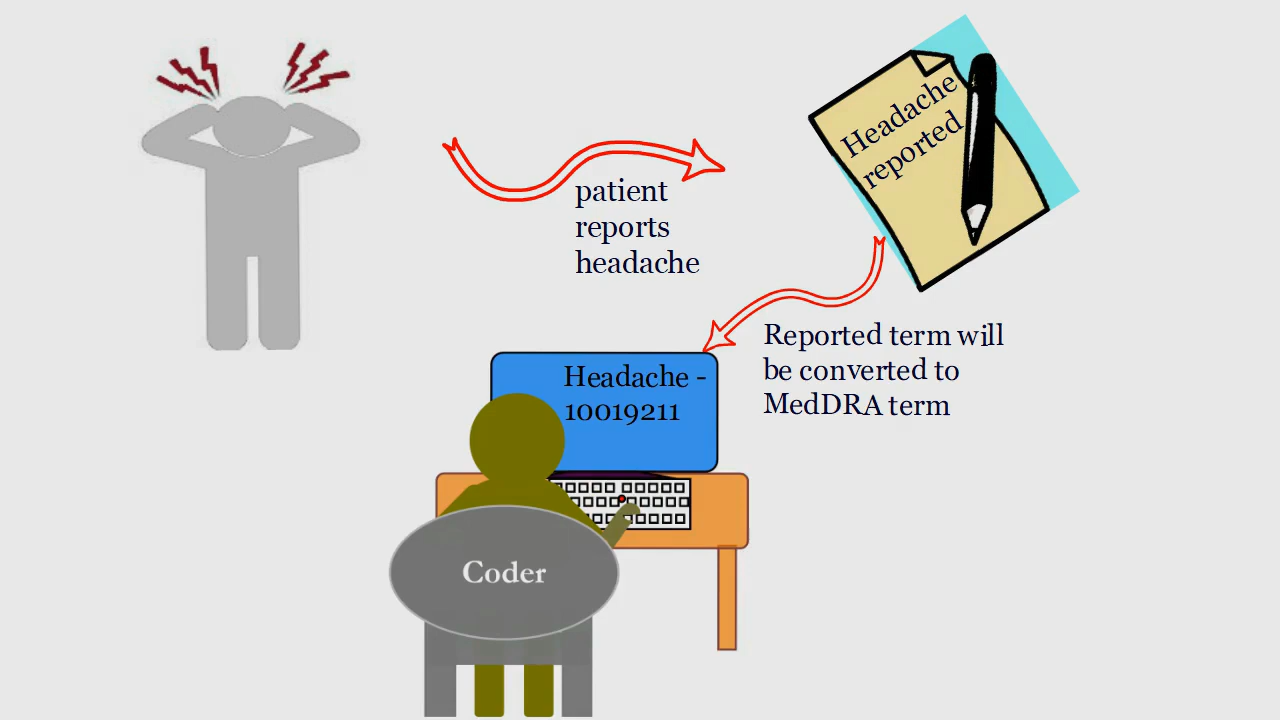 Headache
reported
patient
reports
headache
Reported term will
be converted to
MedDRA term
Headache -
10019211
Coder